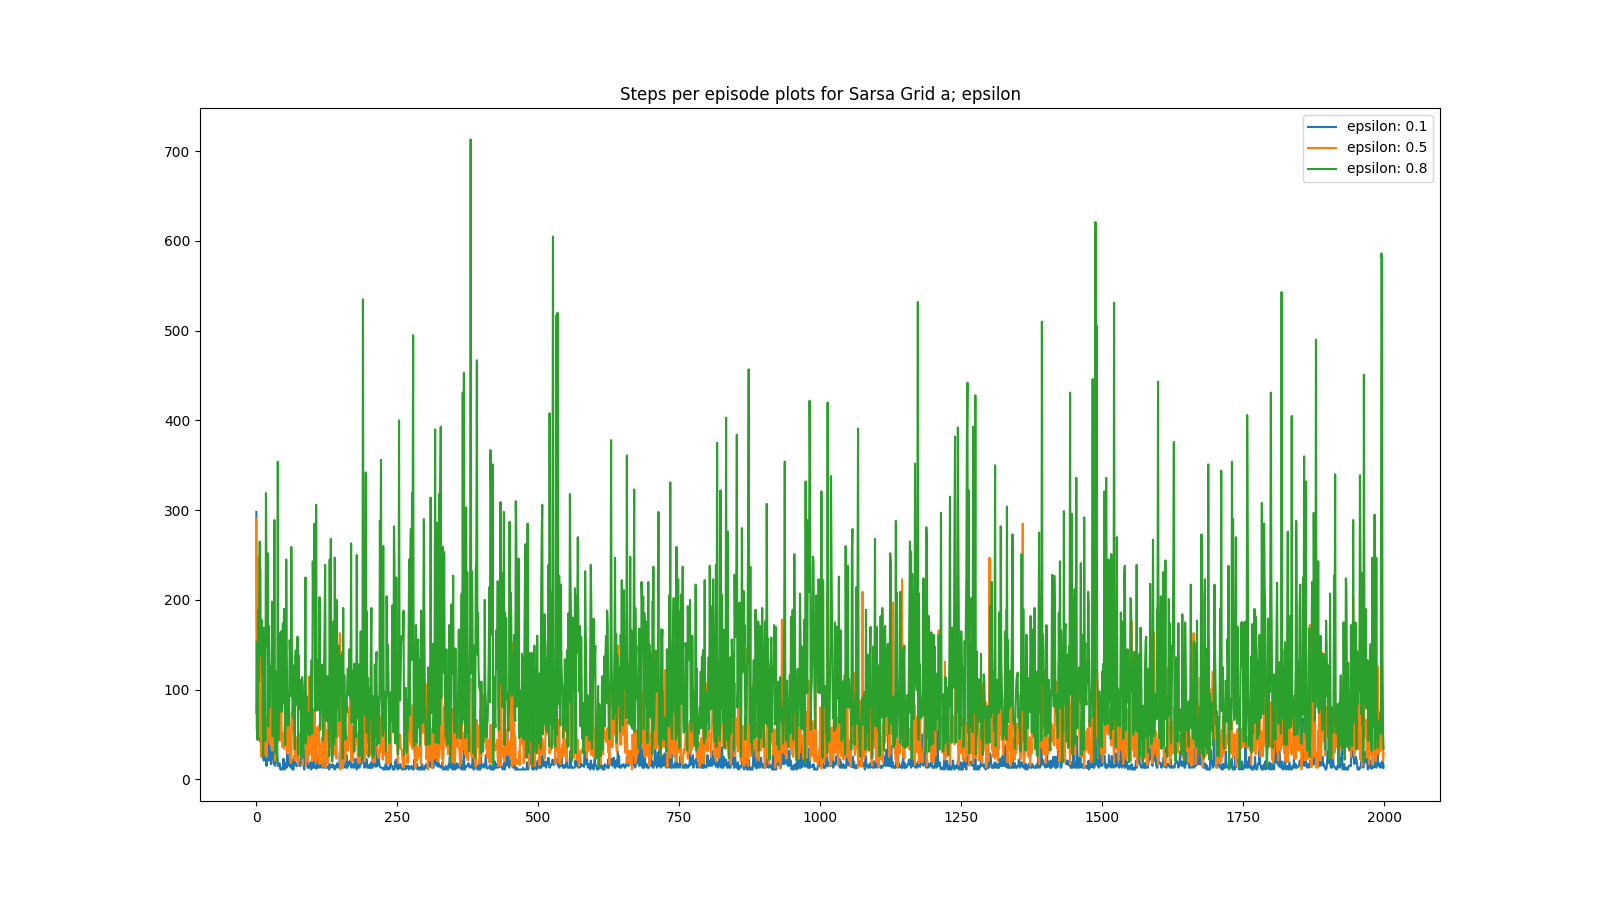 Steps per episode plots for Sarsa Grid a; epsilon
epsilon: 0.1
epsilon: 0.5
epsilon: 0.8
700
600
500
400
300
200
100
0
0 250 500 750 1000 1250 1500 1750 2000